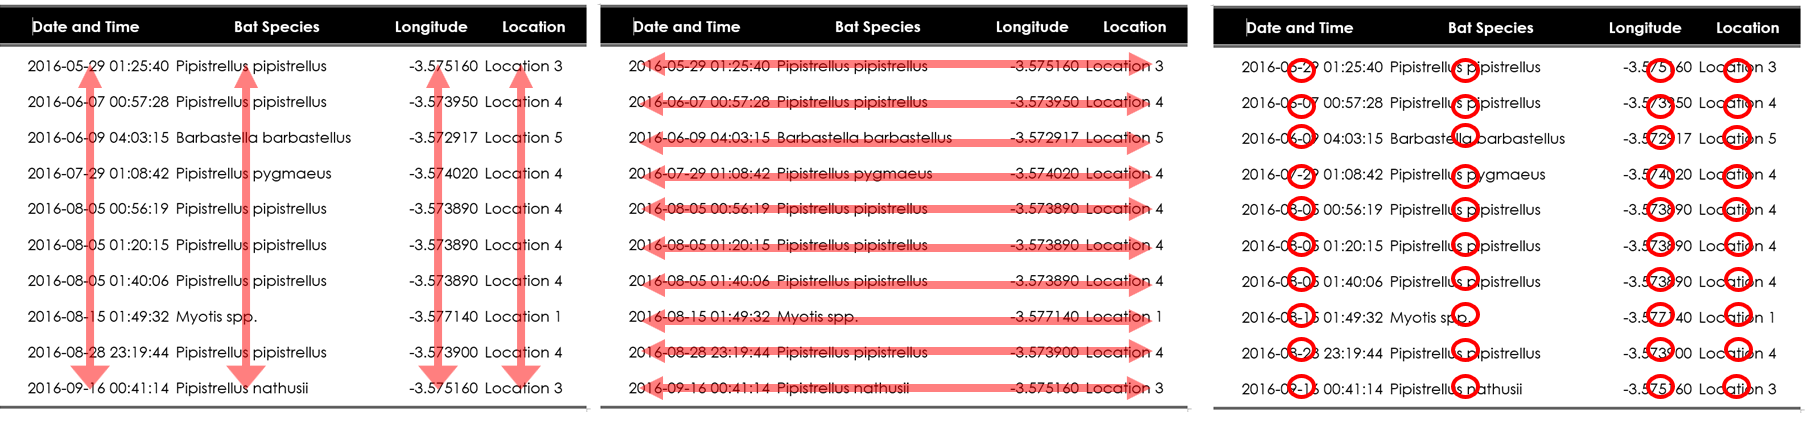 Date and Time Bat Species Longitude Location
2016-05-29 01:25:40 Pipistrellus pipistrellus -3.575160 Location 3
2016-06-07 00:57:28 Pipistrellus pipistrellus -3.573950 Location 4
2016-06-09 04:03:15 Barbastella barbastellus -3.572917 Location 5
2016-07-29 01:08:42 Pipistrellus pygmaeus -3.574020 Location 4
2016-08-05 00:56:19 Pipistrellus pipistrellus -3.573890 Location 4
2016-08-05 01:20:15 Pipistrellus pipistrellus -3.573890 Location 4
2016-08-05 01:40:06 Pipistrellus pipistrellus -3.573890 Location 4
2016-08-15 01:49:32 Myotis spp. -3.577140 Location 1
2016-08-28 23:19:44 Pipistrellus pipistrellus -3.573900 Location 4
2016-09-16 00:41:14 Pipistrellus nathusii -3.575160 Location 3
Date and Time Bat Species Longitude Location
2016-05-29 01:25:40 Pipistrellus pipistrellus -3.575160 Location 3
2016-06-07 00:57:28 Pipistrellus pipistrellus -3.573950 Location 4
2016-06-09 04:03:15 Barbastella barbastellus -3.572917 Location 5
2016-07-29 01:08:42 Pipistrellus pygmaeus -3.574020 Location 4
2016-08-05 00:56:19 Pipistrellus pipistrellus -3.573890 Location 4
2016-08-05 01:20:15 Pipistrellus pipistrellus -3.573890 Location 4
2016-08-05 01:40:06 Pipistrellus pipistrellus -3.573890 Location 4
2016-08-15 01:49:32 Myotis spp. -3.577140 Location 1
2016-08-28 23:19:44 Pipistrellus pipistrellus -3.573900 Location 4
2016-09-16 00:41:14 Pipistrellus nathusii -3.575160 Location 3
Date and Time Bat Species Longitude Location
2016-05-29 01:25:40 Pipistrellus pipistrellus -3.575160 Location 3
2016-06-07 00:57:28 Pipistrellus pipistrellus -3.573950 Location 4
2016-06-09 04:03:15 Barbastella barbastellus -3.572917 Location 5
2016-07-29 01:08:42 Pipistrellus pygmaeus -3.574020 Location 4
2016-08-05 00:56:19 Pipistrellus pipistrellus -3.573890 Location 4
2016-08-05 01:20:15 Pipistrellus pipistrellus -3.573890 Location 4
2016-08-05 01:40:06 Pipistrellus pipistrellus -3.573890 Location 4
2016-08-15 01:49:32 Myotis spp. -3.577140 Location 1
2016-08-28 23:19:44 Pipistrellus pipistrellus -3.573900 Location 4
2016-09-16 00:41:14 Pipistrellus nathusii -3.575160 Location 3